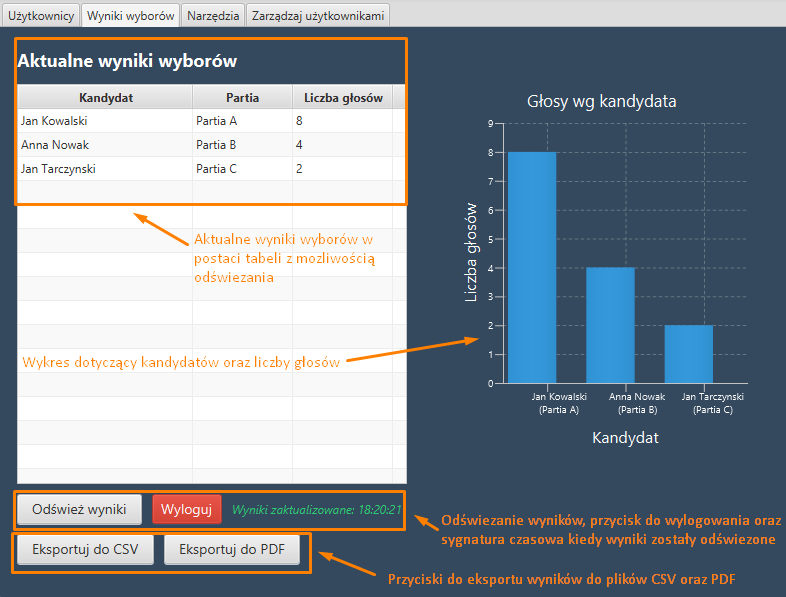 Użytkownicy Wyniki wyborów Narzędzia Zarządzaj użytkownikami
Aktualne wyniki wyborów
Kandydat Partia Liczba głosów
Jan Kowalski Partia A 8
Anna Nowak Partia B 4
Jan Tarczynski Partia C 2
Aktualne wyniki wyborów w
postaci tabeli z mozliwością
odświezania
Wykres dotyczący kandydatów oraz liczby głosów
Głosy wg kandydata
Liczba głosów
9
8
7
6
5
4
3
2
1
0
Jan Kowalski
(Partia A)
Anna Nowak
(Partia B)
Jan Tarczynski
(Partia C)
Kandydat
Odśwież wyniki Wyloguj Wyniki zaktualizowane: 18:20:21
Odświezanie wyników, przycisk do wylogowania oraz
sygnatura czasowa kiedy wyniki zostały odświezone
Eksportuj do CSV Eksportuj do PDF
Przyciski do eksportu wyników do plików CSV oraz PDF